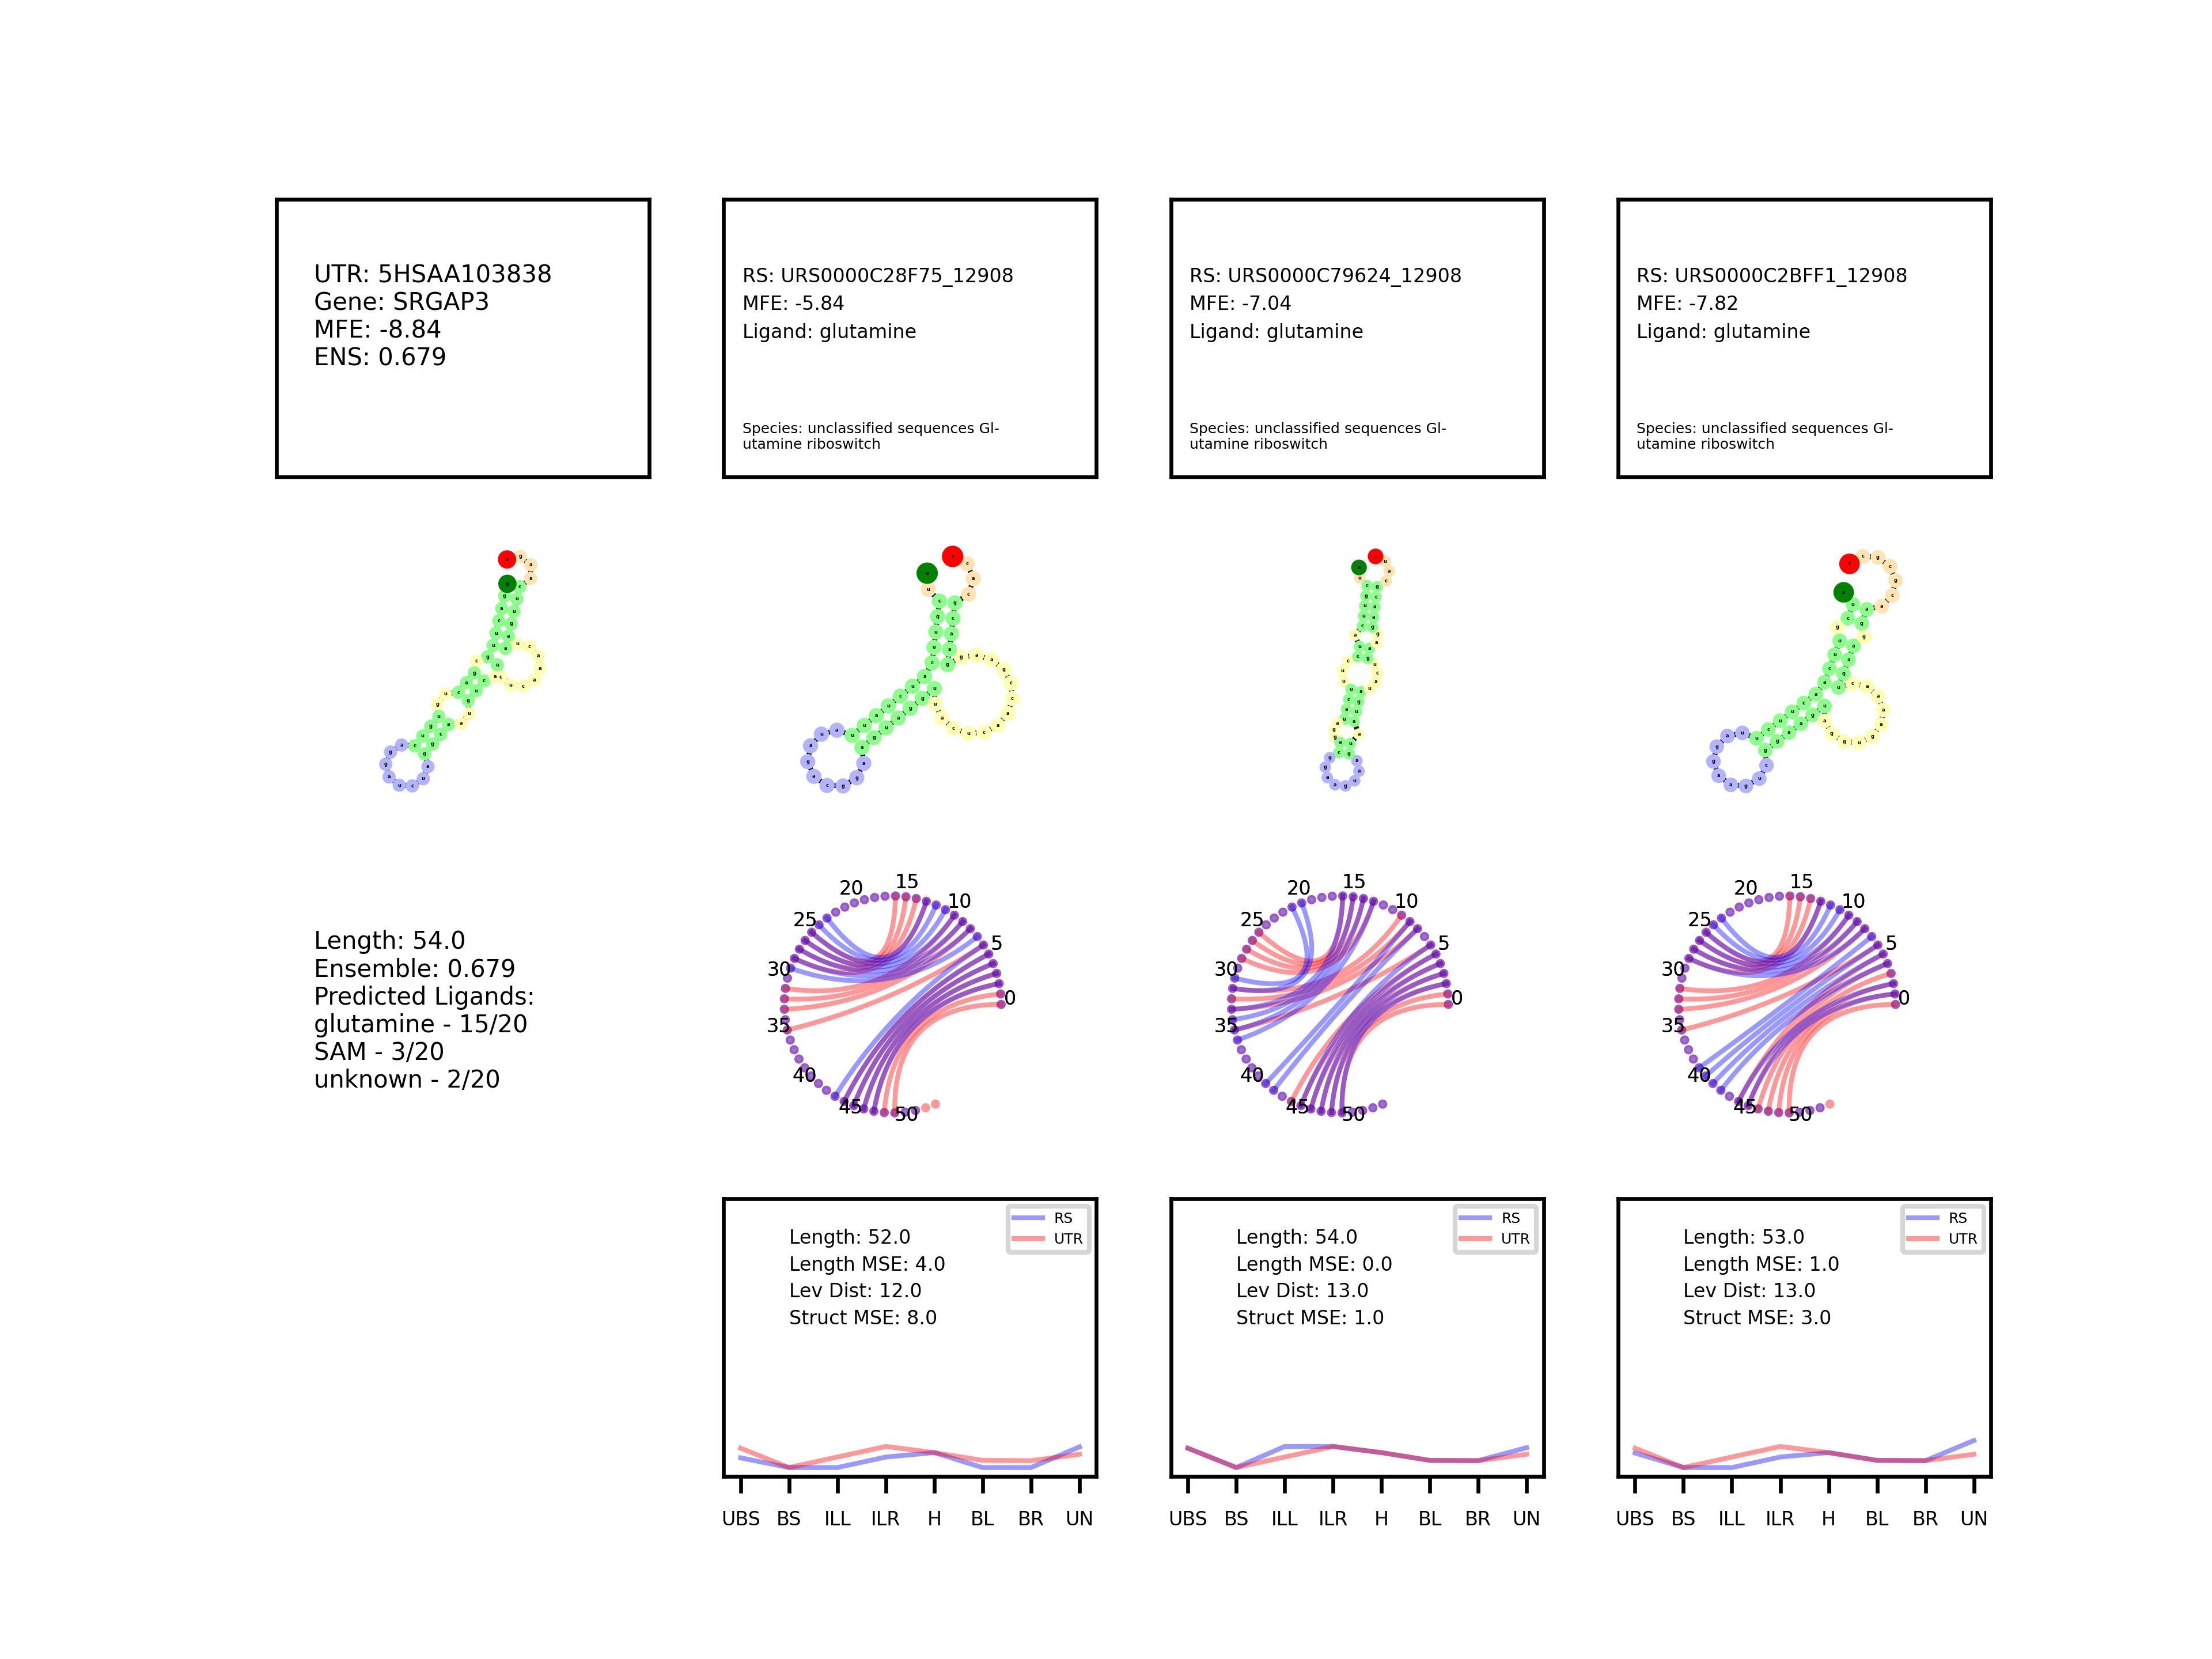 UTR: 5HSAA103838
Gene: SRGAP3
MFE: -8.84
ENS: 0.679
RS: URS0000C28F75_12908
MFE: -5.84
Ligand: glutamine
Species: unclassified sequences Gl-
utamine riboswitch
RS: URS0000C79624_12908
MFE: -7.04
Ligand: glutamine
Species: unclassified sequences Gl-
utamine riboswitch
RS: URS0000C2BFF1_12908
MFE: -7.82
Ligand: glutamine
Species: unclassified sequences Gl-
utamine riboswitch
Length: 54.0
Ensemble: 0.679
Predicted Ligands:
glutamine - 15/20
SAM - 3/20
unknown - 2/20
0
5
10
15
20
25
30
35
40
45
50
0
5
10
15
20
25
30
35
40
45
50
0
5
10
15
20
25
30
35
40
45
50
RS
UTR
Length: 52.0
Length MSE: 4.0
Lev Dist: 12.0
Struct MSE: 8.0
UBS BS ILL ILR H BL BR UN
RS
UTR
Length: 54.0
Length MSE: 0.0
Lev Dist: 13.0
Struct MSE: 1.0
UBS BS ILL ILR H BL BR UN
RS
UTR
Length: 53.0
Length MSE: 1.0
Lev Dist: 13.0
Struct MSE: 3.0
UBS BS ILL ILR H BL BR UN